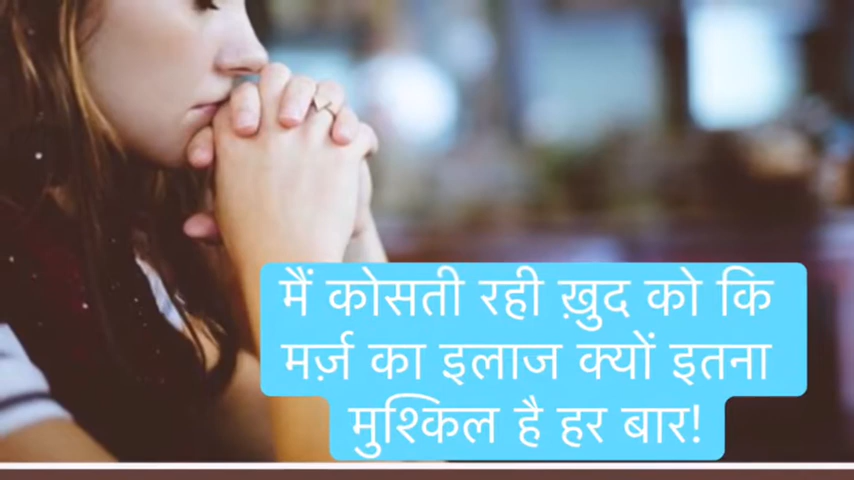 मैं कोसती रही ख़ुद को कि
मर्ज़ का इलाज क्यों इतना
मुश्किल है हर बार!